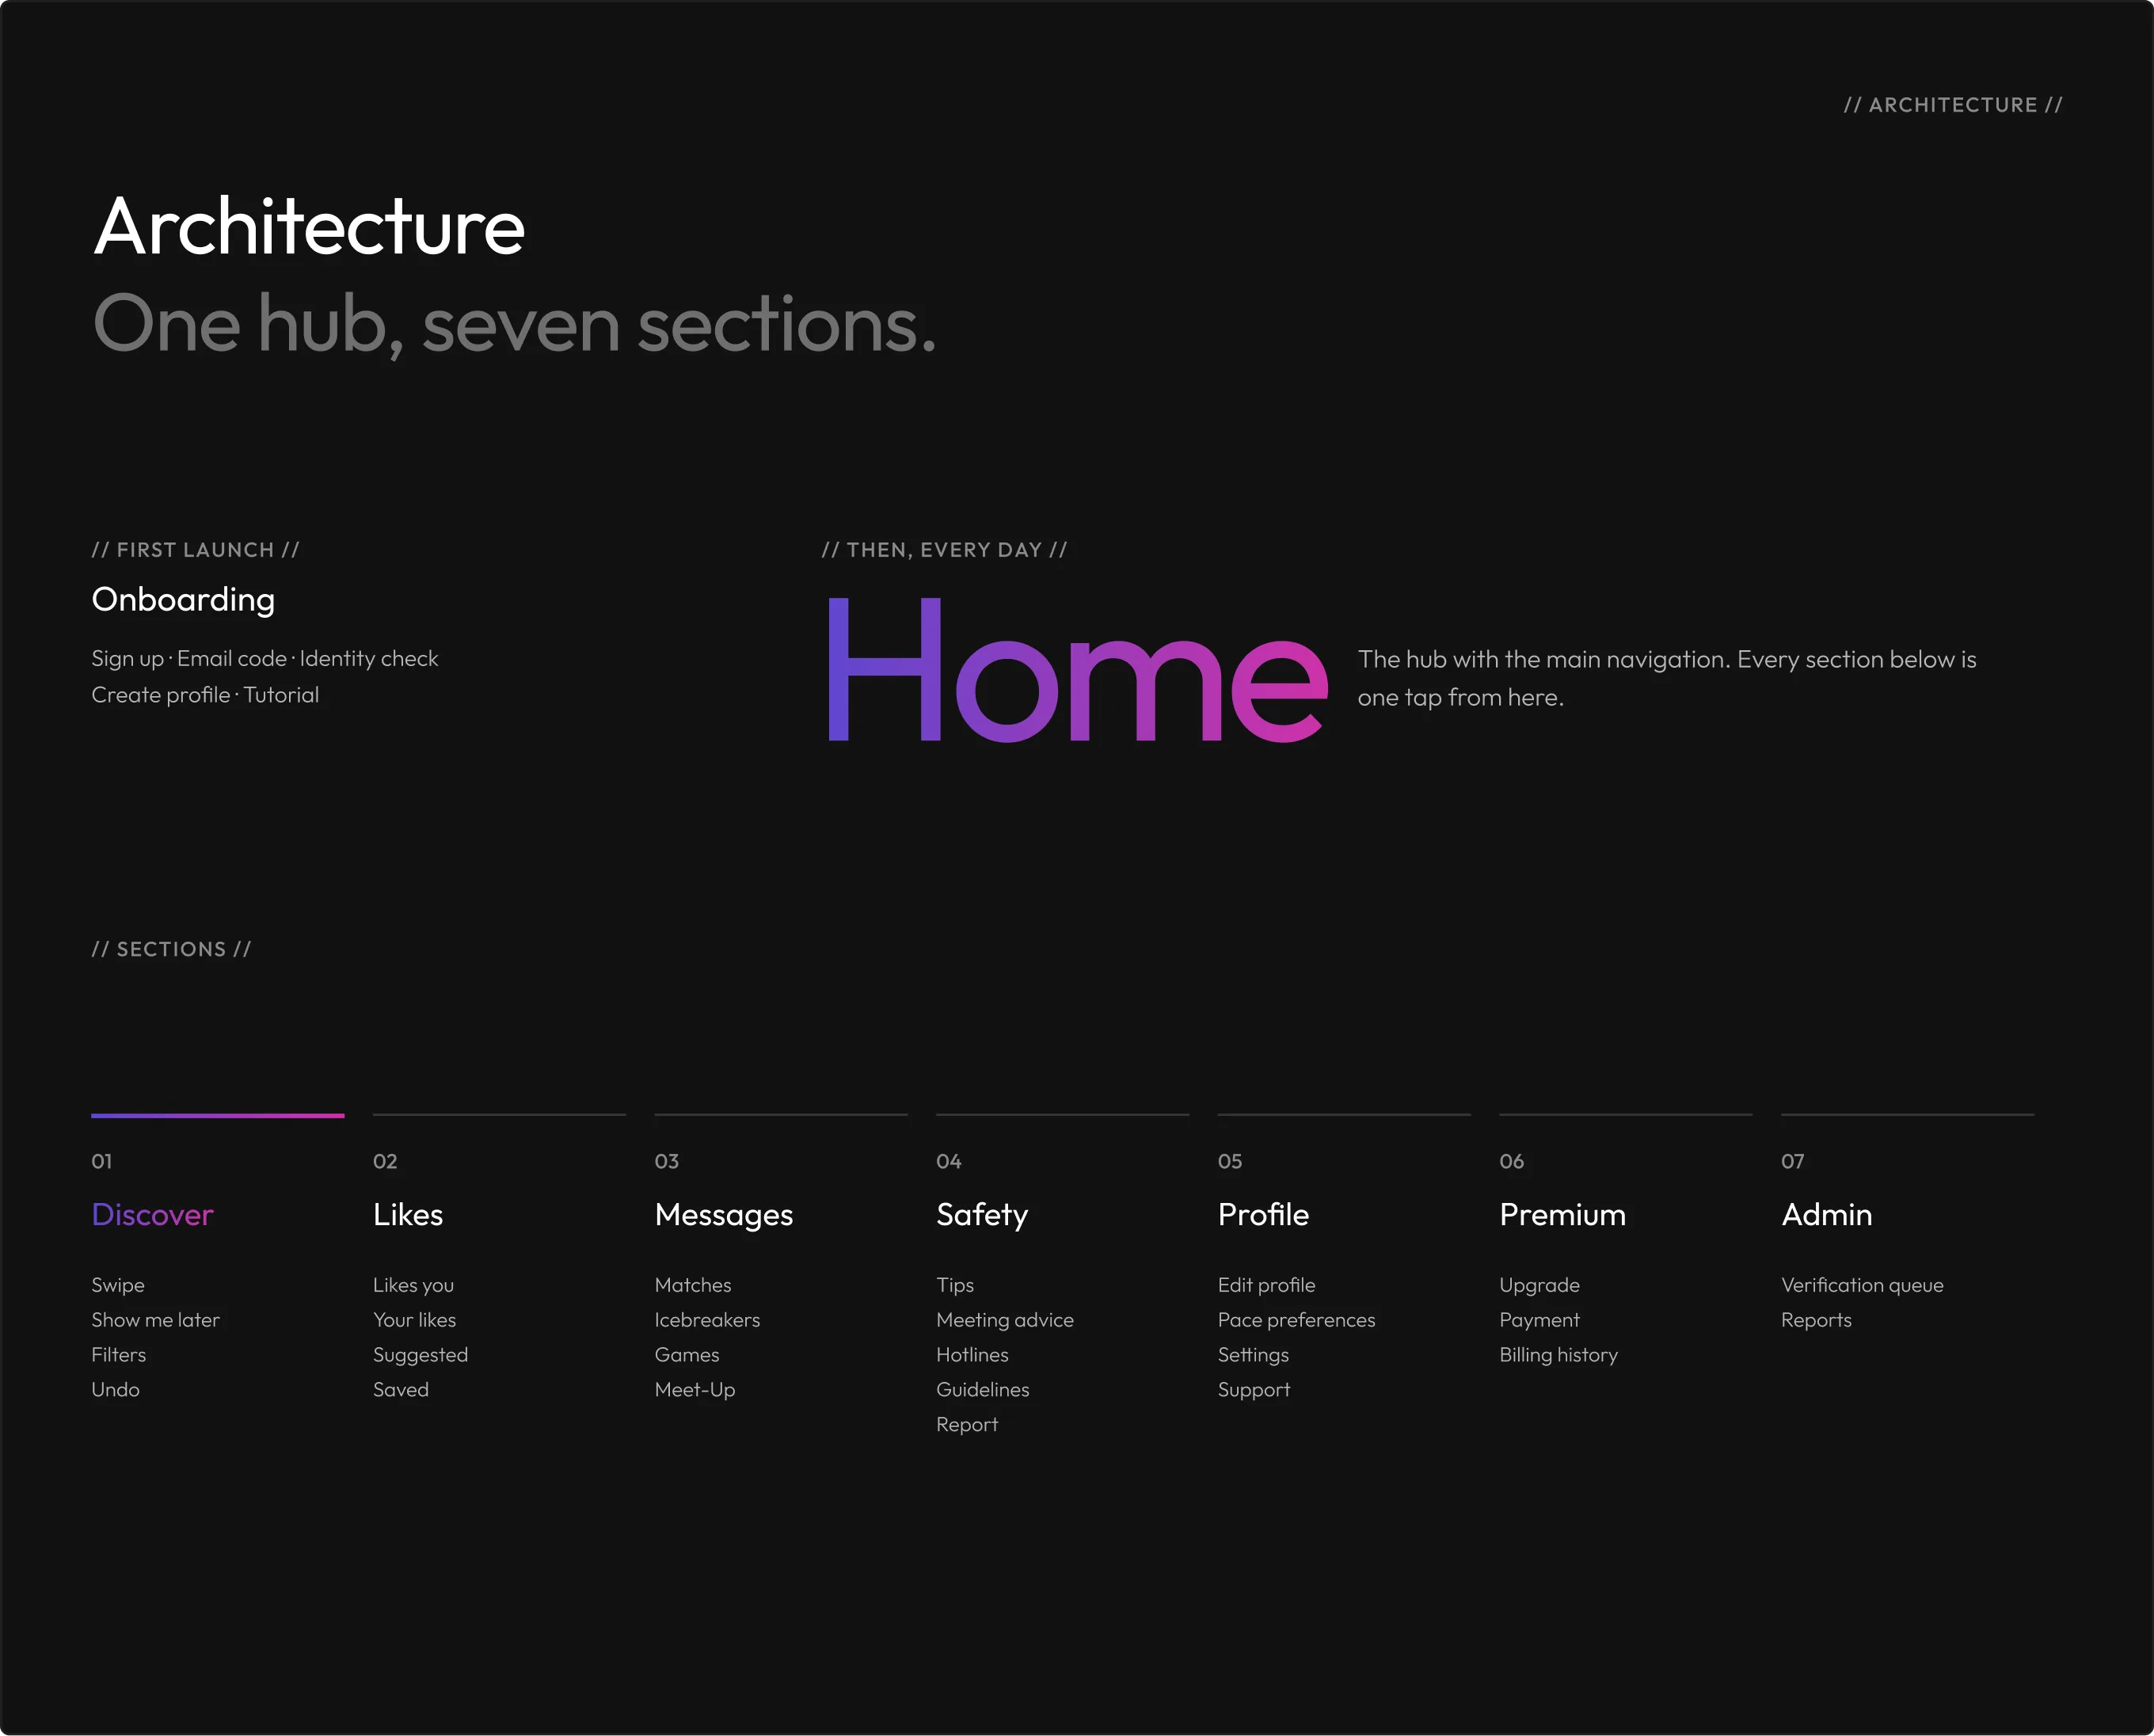 // ARCHITECTURE //
Architecture
One hub, seven sections.
// FIRST LAUNCH //
Onboarding
Sign up · Email code · Identity check
Create profile · Tutorial
// THEN, EVERY DAY //
Home
The hub with the main navigation. Every section below is
one tap from here.
// SECTIONS //
01
Discover
Swipe
Show me later
Filters
Undo
02
Likes
Likes you
Your likes
Suggested
Saved
03
Messages
Matches
Icebreakers
Games
Meet-Up
04
Safety
Tips
Meeting advice
Hotlines
Guidelines
Report
05
Profile
Edit profile
Pace preferences
Settings
Support
06
Premium
Upgrade
Payment
Billing history
07
Admin
Verification queue
Reports